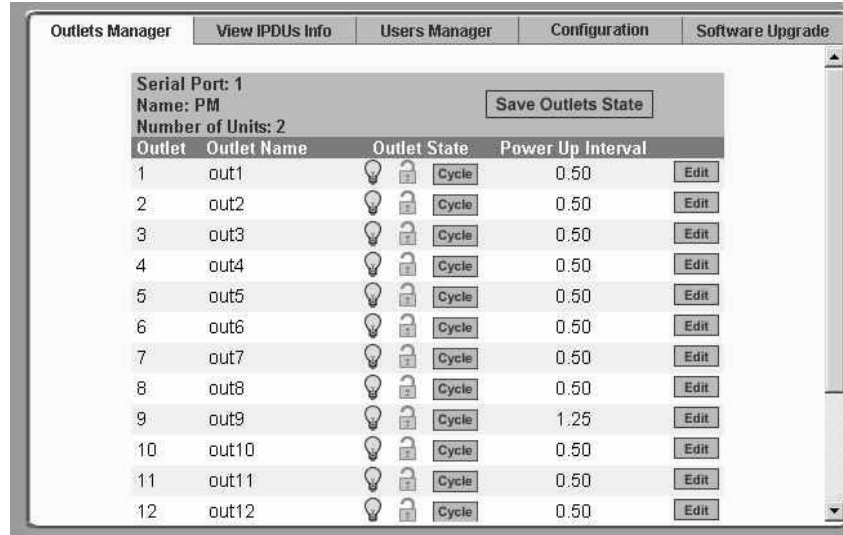 Outlets Manager View IPDUs Info Users Manager Configuration Software Upgrade
Serial Port: 1
Name: PM
Number of Units: 2
Save Outlets State
Outlet Outlet Name Outlet State Power Up Interval
1 out1 Cycle 0.50 Edit
2 out2 Cycle 0.50 Edit
3 out3 Cycle 0.50 Edit
4 out4 Cycle 0.50 Edit
5 out5 Cycle 0.50 Edit
6 out6 Cycle 0.50 Edit
7 out7 Cycle 0.50 Edit
8 out8 Cycle 0.50 Edit
9 out9 Cycle 1.25 Edit
10 out10 Cycle 0.50 Edit
11 out11 Cycle 0.50 Edit
12 out12 Cycle 0.50 Edit